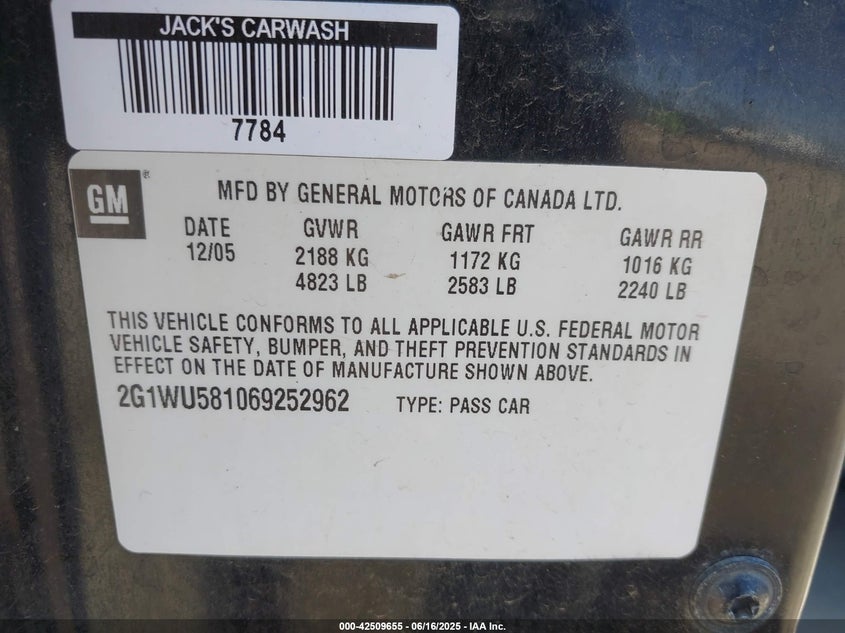 JACK'S CARWASH
7784
GM
MFD BY GENERAL MOTORS OF CANADA LTD.
DATE GVWR GAWR FRT GAWR RR
12/05 2188 KG 1172 KG 1016 KG
4823 LB 2583 LB 2240 LB
THIS VEHICLE CONFORMS TO ALL APPLICABLE U.S. FEDERAL MOTOR
VEHICLE SAFETY, BUMPER, AND THEFT PREVENTION STANDARDS IN
EFFECT ON THE DATE OF MANUFACTURE SHOWN ABOVE.
2G1WU581069252962 TYPE: PASS CAR
000-42509655 - 06/16/2025 - IAA Inc.